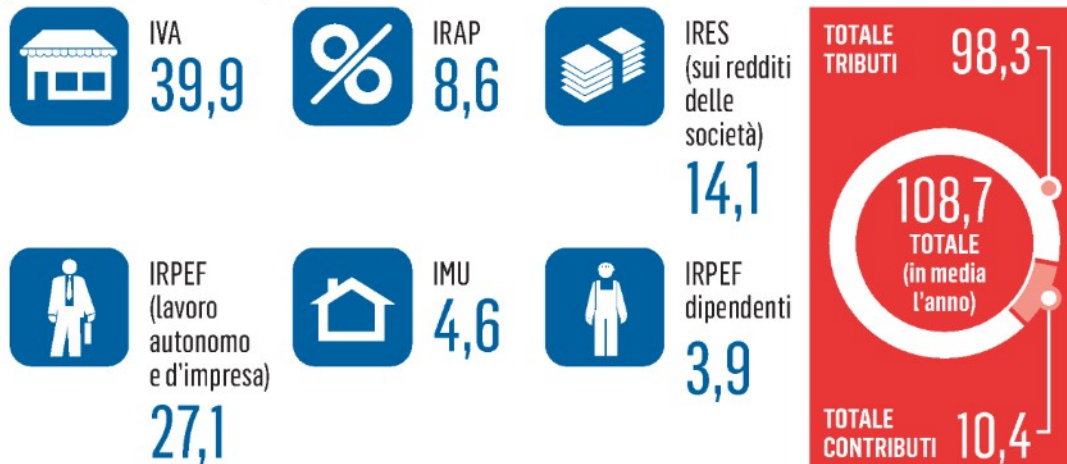 IVA
39,9
IRAP
8,6
IRES
(sui redditi
delle
società)
14,1
IRPEF
(lavoro
autonomo
e d'impresa)
27,1
IMU
4,6
IRPEF
dipendenti
3,9
TOTALE
TRIBUTI
98,3
108,7
TOTALE
(in media
l'anno)
TOTALE
CONTRIBUTI
10,4